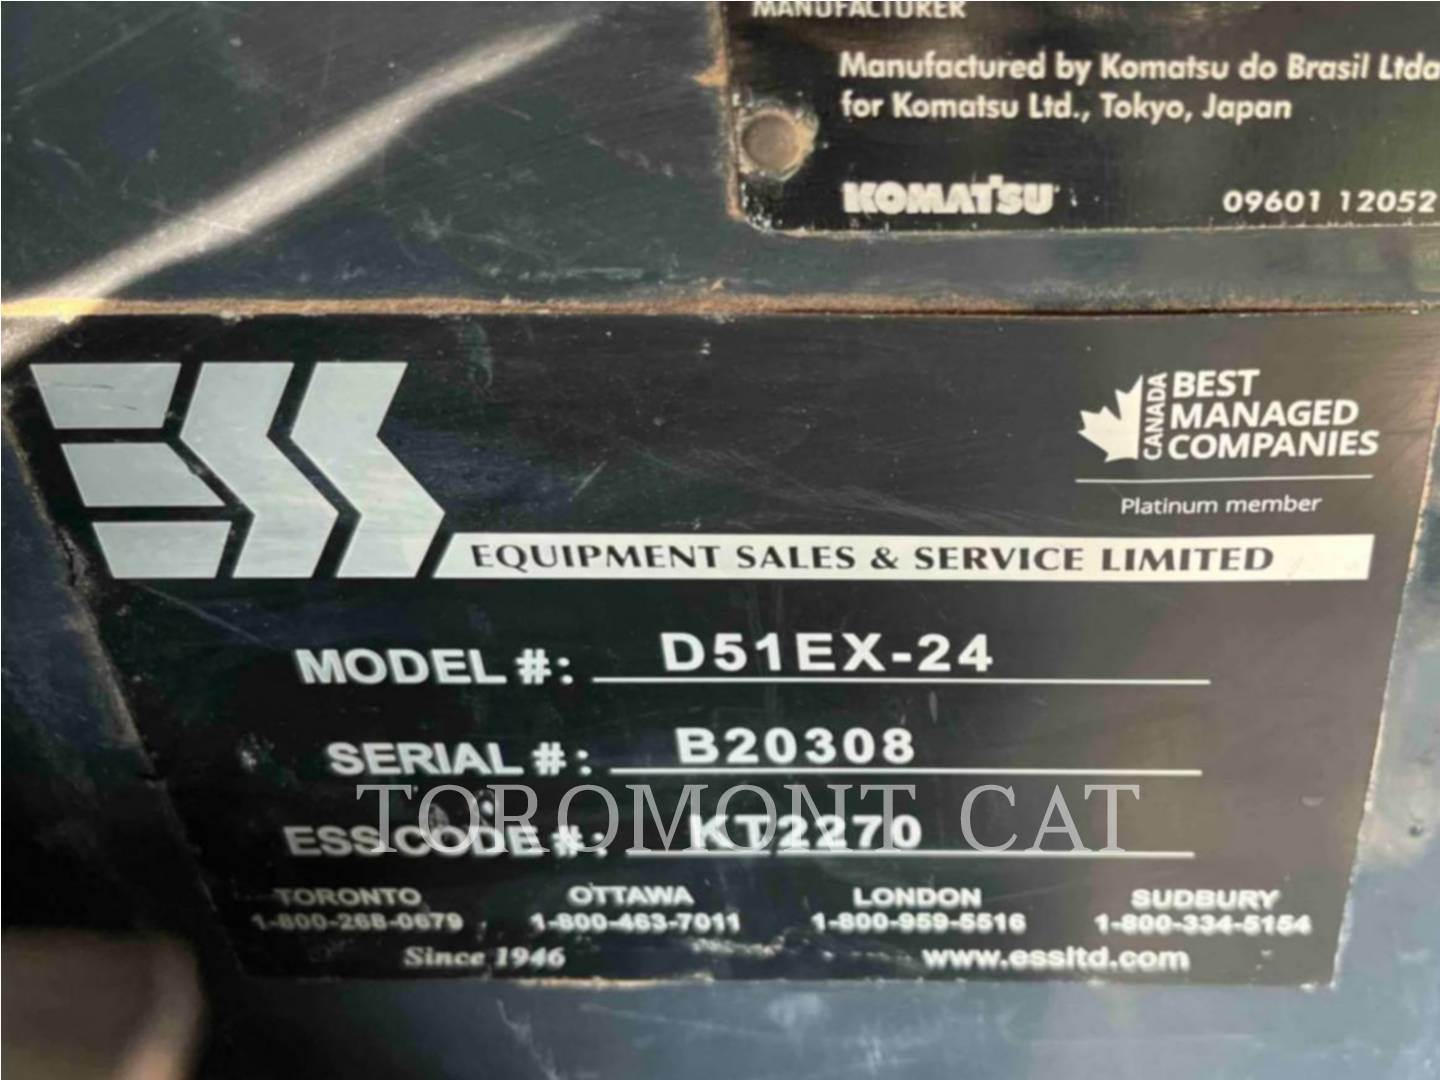 MANUFACTURER
Manufactured by Komatsu do Brasil Ltda
for Komatsu Ltd., Tokyo, Japan
KOMATSU 09601 12052
ESS
CANADA
BEST
MANAGED
COMPANIES
Platinum member
EQUIPMENT SALES & SERVICE LIMITED
MODEL #: D51EX-24
SERIAL #: B20308
TOROMONT CAT
ESS CODE #: KT2270
TORONTO OTTAWA LONDON SUDBURY
1-800-268-0679 1-800-463-7011 1-800-959-5516 1-800-334-5154
Since 1946 www.essltd.com